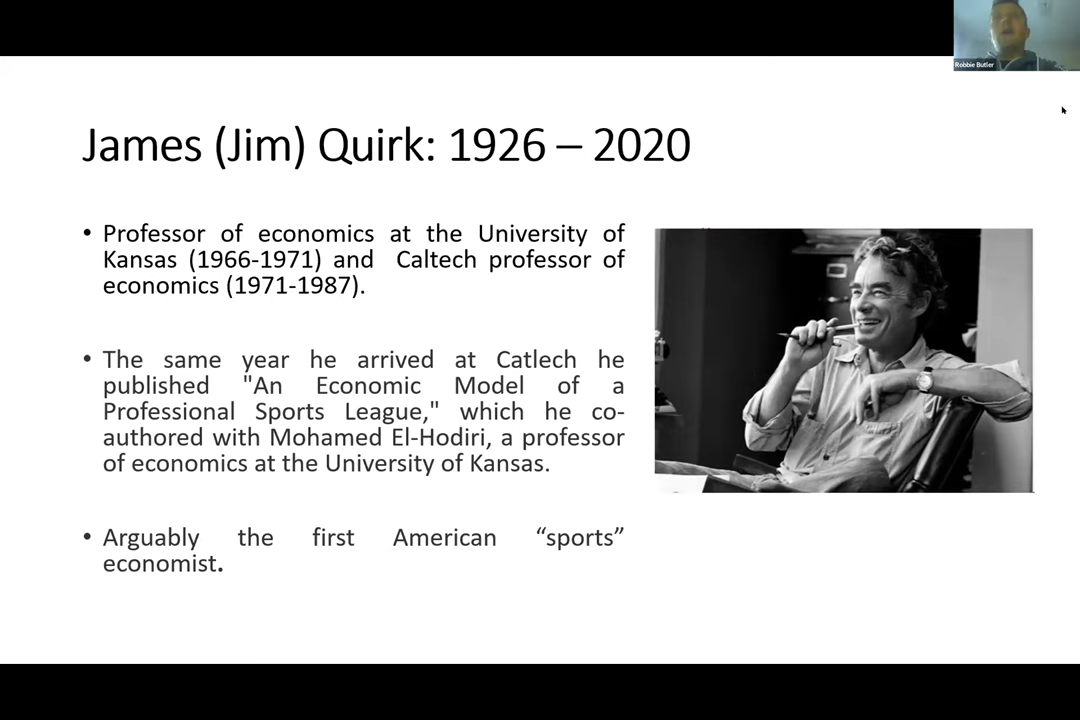 Robbie Butler
James (Jim) Quirk: 1926 – 2020
• Professor of economics at the University of
Kansas (1966-1971) and Caltech professor of
economics (1971-1987).
• The same year he arrived at Catlech he
published "An Economic Model of a
Professional Sports League," which he co-
authored with Mohamed El-Hodiri, a professor
of economics at the University of Kansas.
• Arguably the first American “sports”
economist.